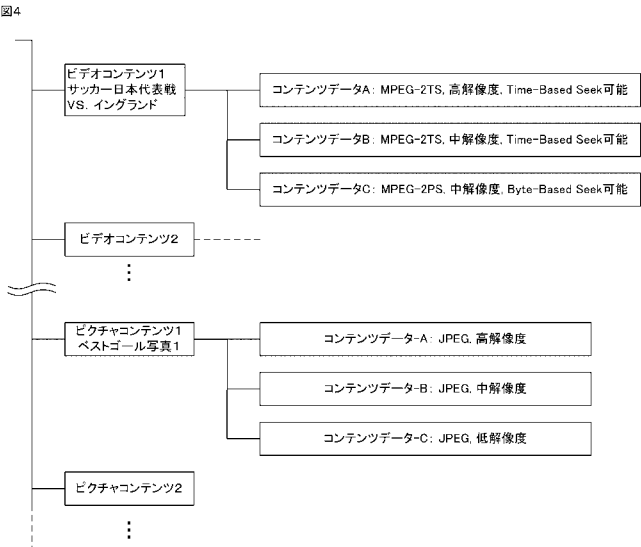 図4
ビデオコンテンツ1
サッカー日本代表戦
VS. イングランド
コンテンツデータA: MPEG-2TS, 高解像度, Time-Based Seek可能
コンテンツデータB: MPEG-2TS, 中解像度, Time-Based Seek可能
コンテンツデータC: MPEG-2PS, 中解像度, Byte-Based Seek可能
ビデオコンテンツ2
ピクチャコンテンツ1
ベストゴール写真1
コンテンツデーターA: JPEG, 高解像度
コンテンツデーター-B: JPEG, 中解像度
コンテンツデーター-C: JPEG, 低解像度
ピクチャコンテンツ2